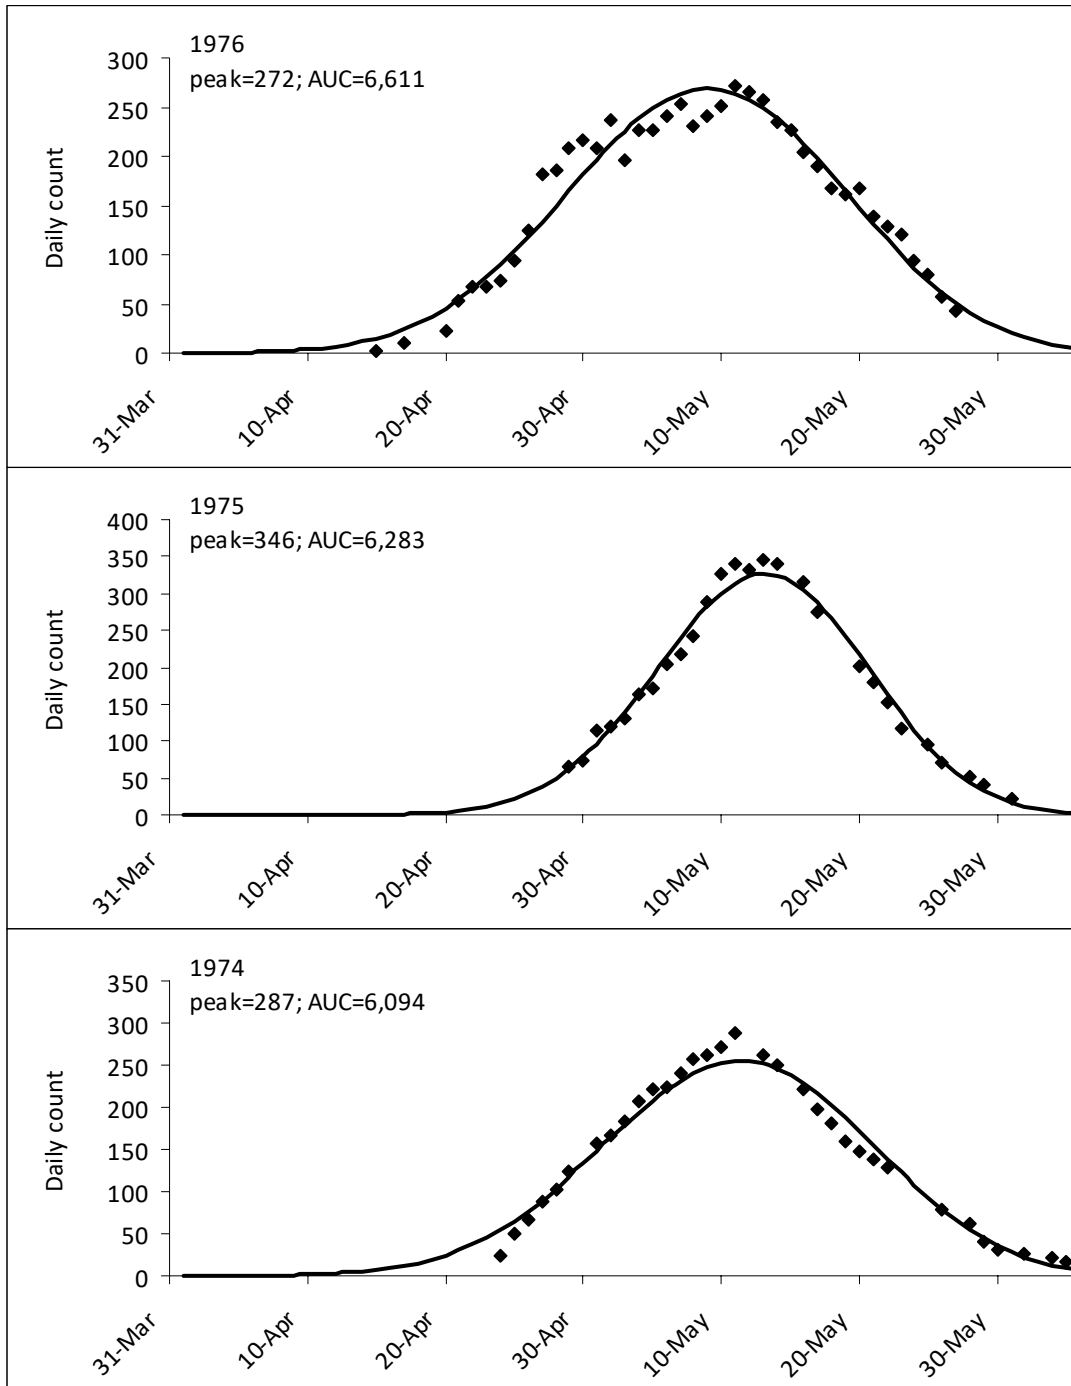 1976
peak=272; AUC=6,611
300
250
200
150
100
50
0
Daily count
31-Mar
10-Apr
20-Apr
30-Apr
10-May
20-May
30-May
1975
peak=346; AUC=6,283
400
350
300
250
200
150
100
50
0
Daily count
31-Mar
10-Apr
20-Apr
30-Apr
10-May
20-May
30-May
1974
peak=287; AUC=6,094
350
300
250
200
150
100
50
0
Daily count
31-Mar
10-Apr
20-Apr
30-Apr
10-May
20-May
30-May